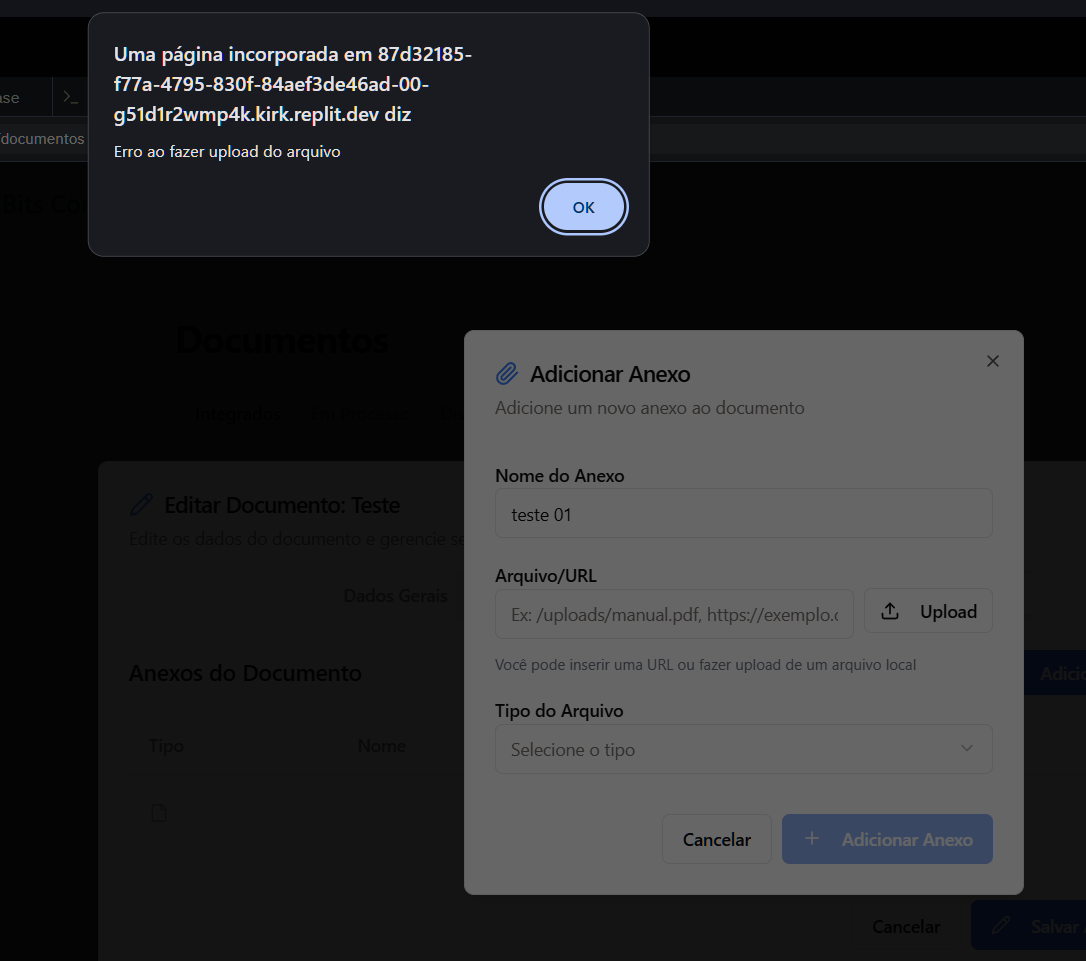 Uma página incorporada em 87d32185-
f77a-4795-830f-84aef3de46ad-00-
g51d1r2wmp4k.kirk.replit.dev diz
Erro ao fazer upload do arquivo
OK
>_
/documentos
Documentos
Integrados
Adicionar Anexo
Adicione um novo anexo ao documento
Nome do Anexo
teste 01
Arquivo/URL
Ex: /uploads/manual.pdf, https://exemplo.c
Upload
Você pode inserir uma URL ou fazer upload de um arquivo local
Tipo do Arquivo
Selecione o tipo
Cancelar
+ Adicionar Anexo
Editar Documento: Teste
Edite os dados do documento e gerencie se
Dados Gerais
Anexos do Documento
Adicio
Tipo
Nome
Cancelar
Salvar